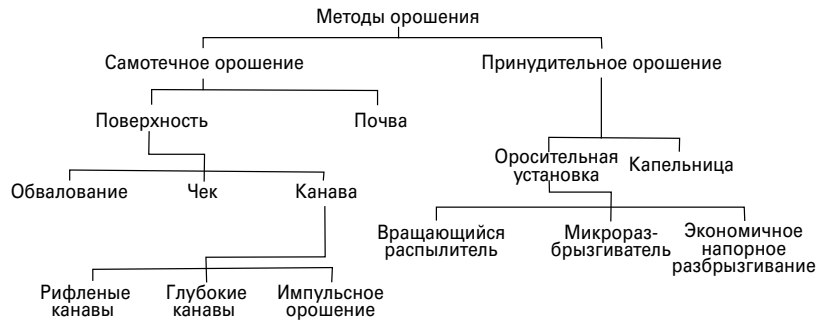 Методы орошения
Самотечное орошение
Принудительное орошение
Поверхность
Почва
Оросительная
установка
Капельница
Обвалование
Чек
Канава
Вращающийся
распылитель
Микрораз-
брызгиватель
Экономичное
напорное
разбрызгивание
Рифленые
канавы
Глубокие
канавы
Импульсное
орошение